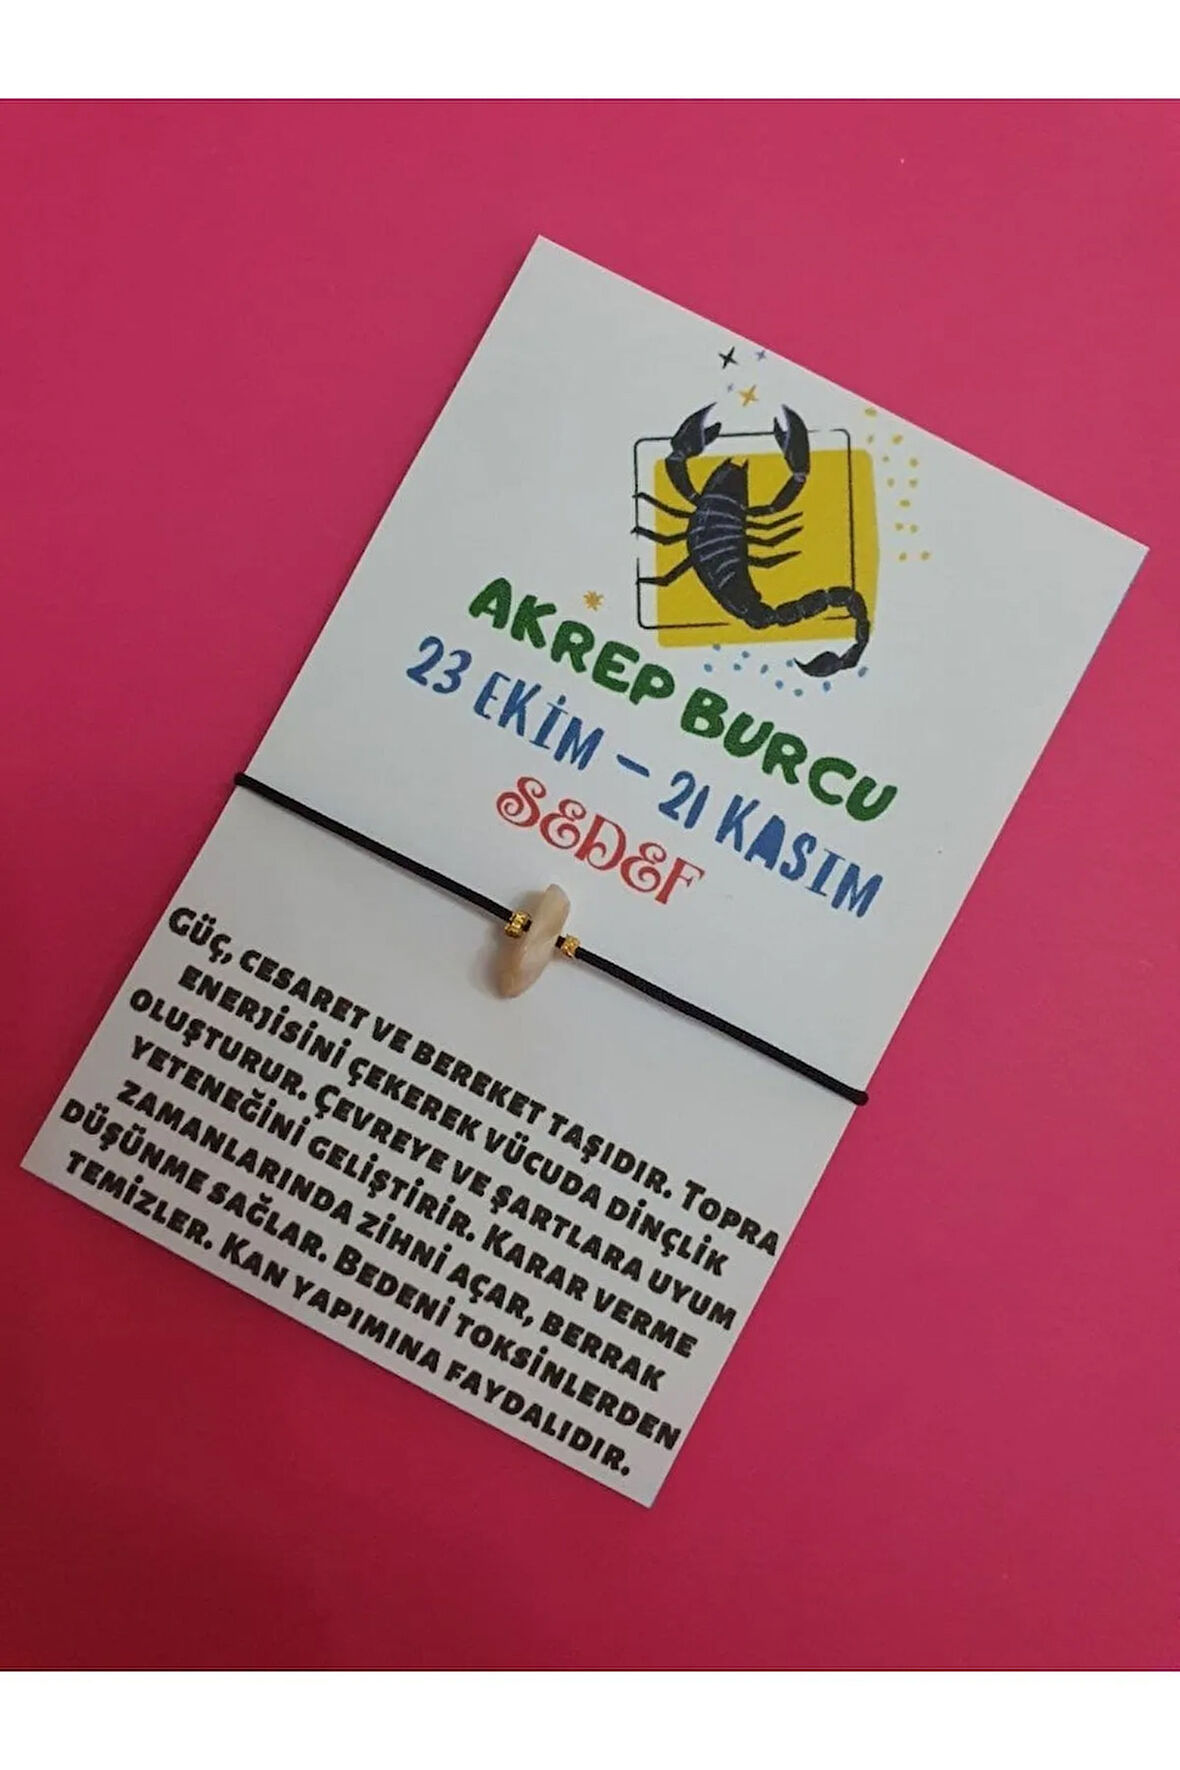 AKREP BURCU
23 EKİM – 21 KASIM
SEDEF
GÜÇ, CESARET VE BEREKET TAŞIDIR. TOPRA
ENERJİSİNİ ÇEKEREK VÜCUDA DİNÇLİK
OLUŞTURUR. ÇEVREYE VE ŞARTLARA UYUM
YETENEĞİNİ GELİŞTİRİR. KARAR VERME
ZAMANLARINDA ZİHNİ AÇAR, BERRAK
DÜŞÜNME SAĞLAR. BEDENİ TOKSİNLERDEN
TEMİZLER. KAN YAPIMINA FAYDALIDIR.